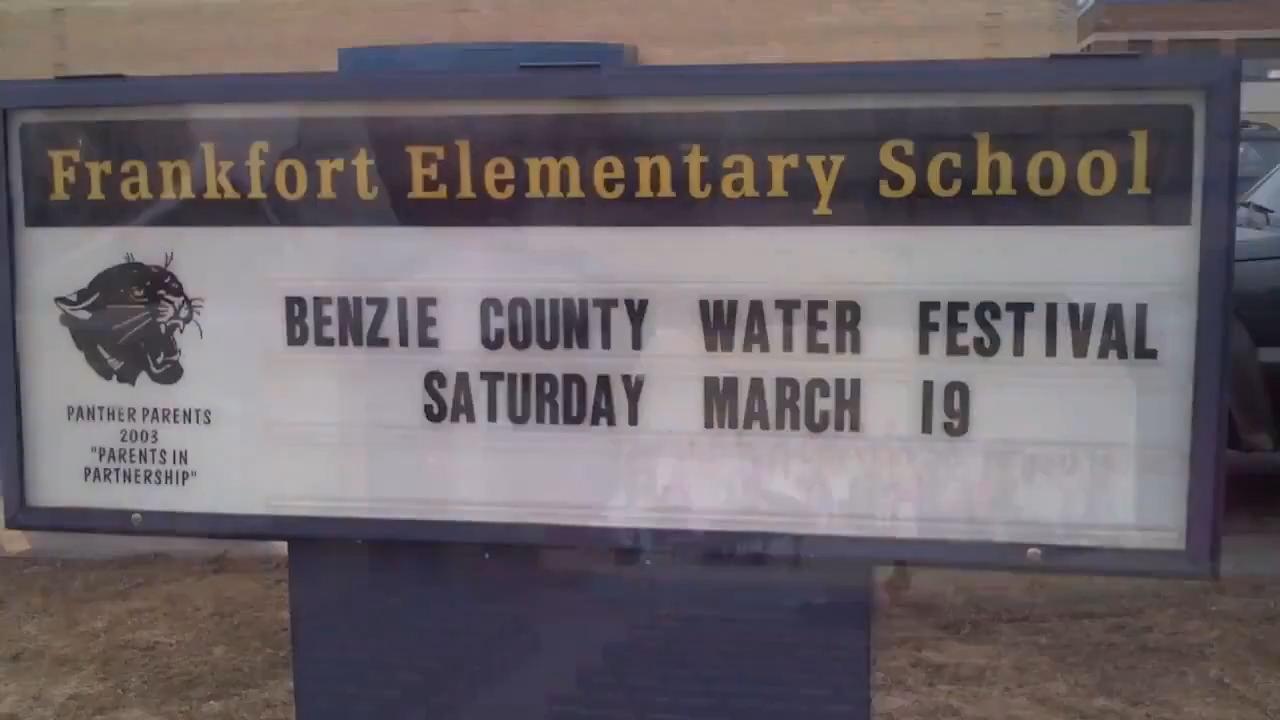 Frankfort Elementary School
BENZIE COUNTY WATER FESTIVAL
SATURDAY MARCH 19
PANTHER PARENTS
2003
"PARENTS IN
PARTNERSHIP"